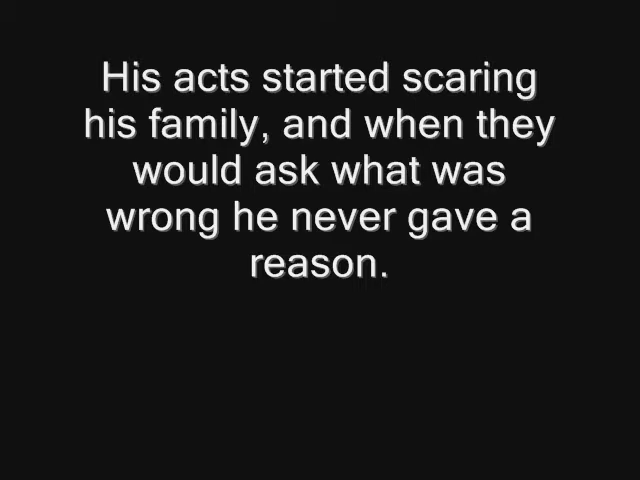 His acts started scaring
his family, and when they
would ask what was
wrong he never gave a
reason.